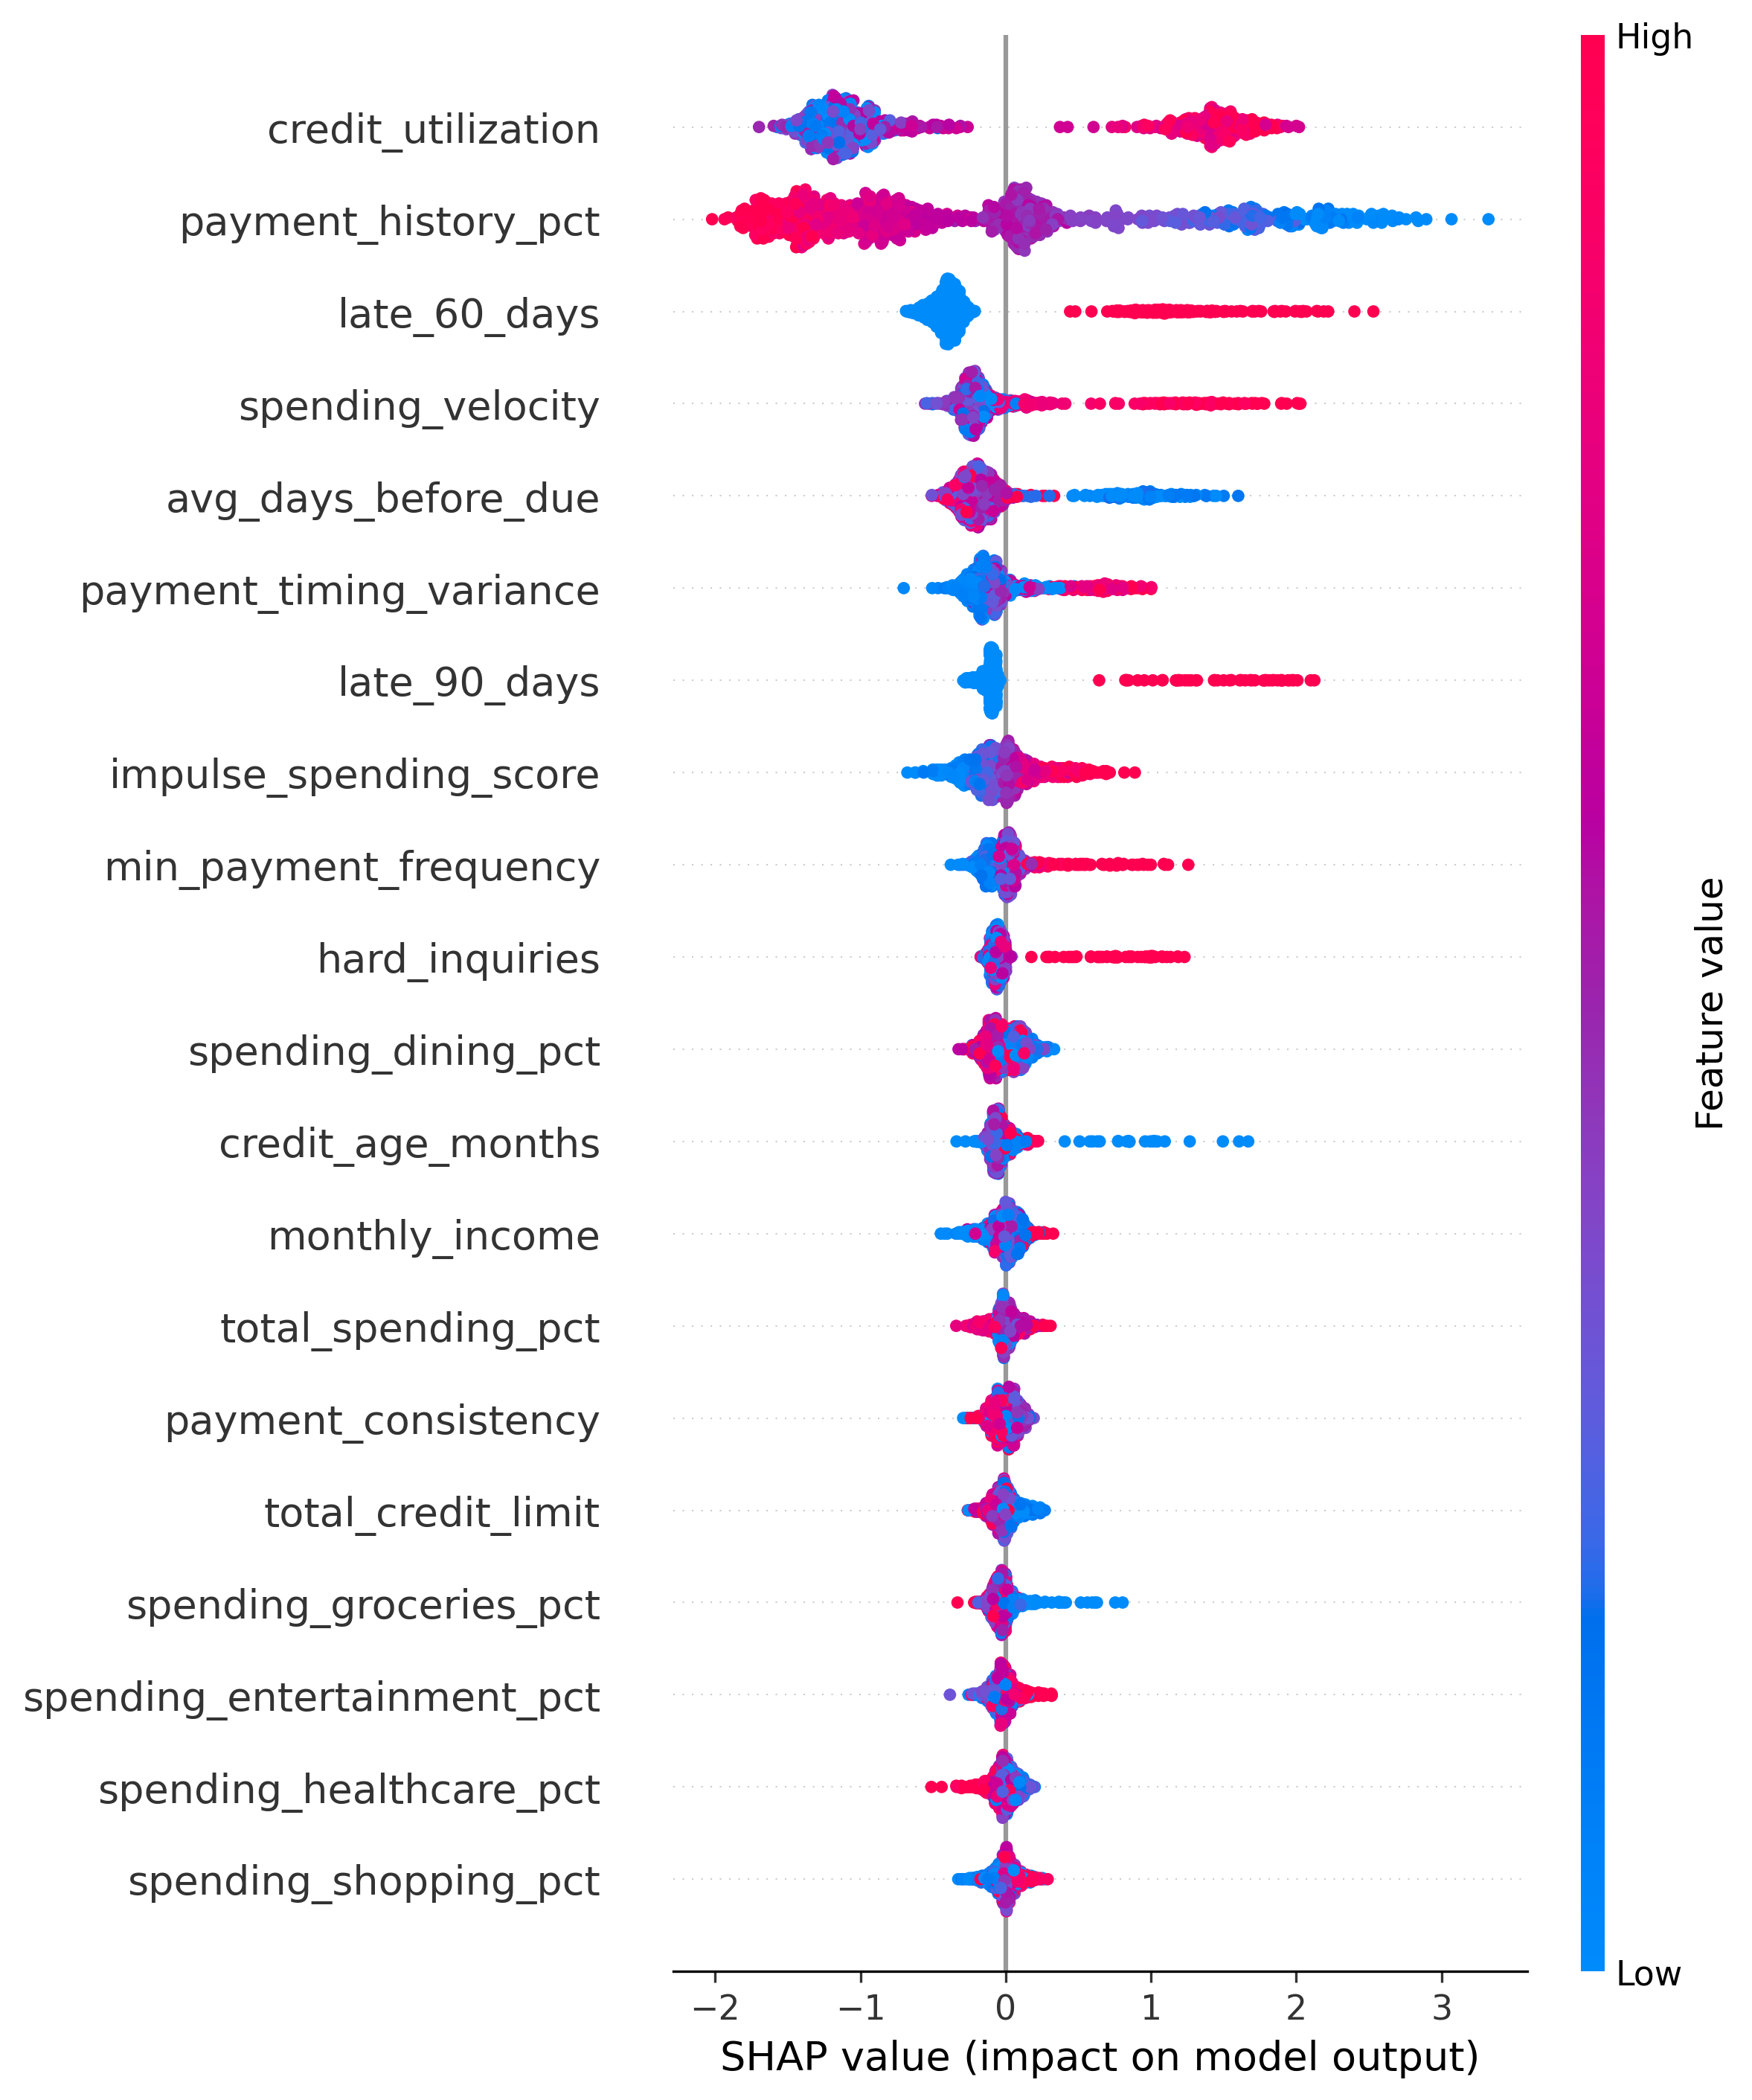 High
credit_utilization
payment_history_pct
late_60_days
spending_velocity
avg_days_before_due
payment_timing_variance
late_90_days
impulse_spending_score
min_payment_frequency
hard_inquiries
spending_dining_pct
credit_age_months
monthly_income
total_spending_pct
payment_consistency
total_credit_limit
spending_groceries_pct
spending_entertainment_pct
spending_healthcare_pct
spending_shopping_pct
Feature value
Low
−2 −1 0 1 2 3
SHAP value (impact on model output)